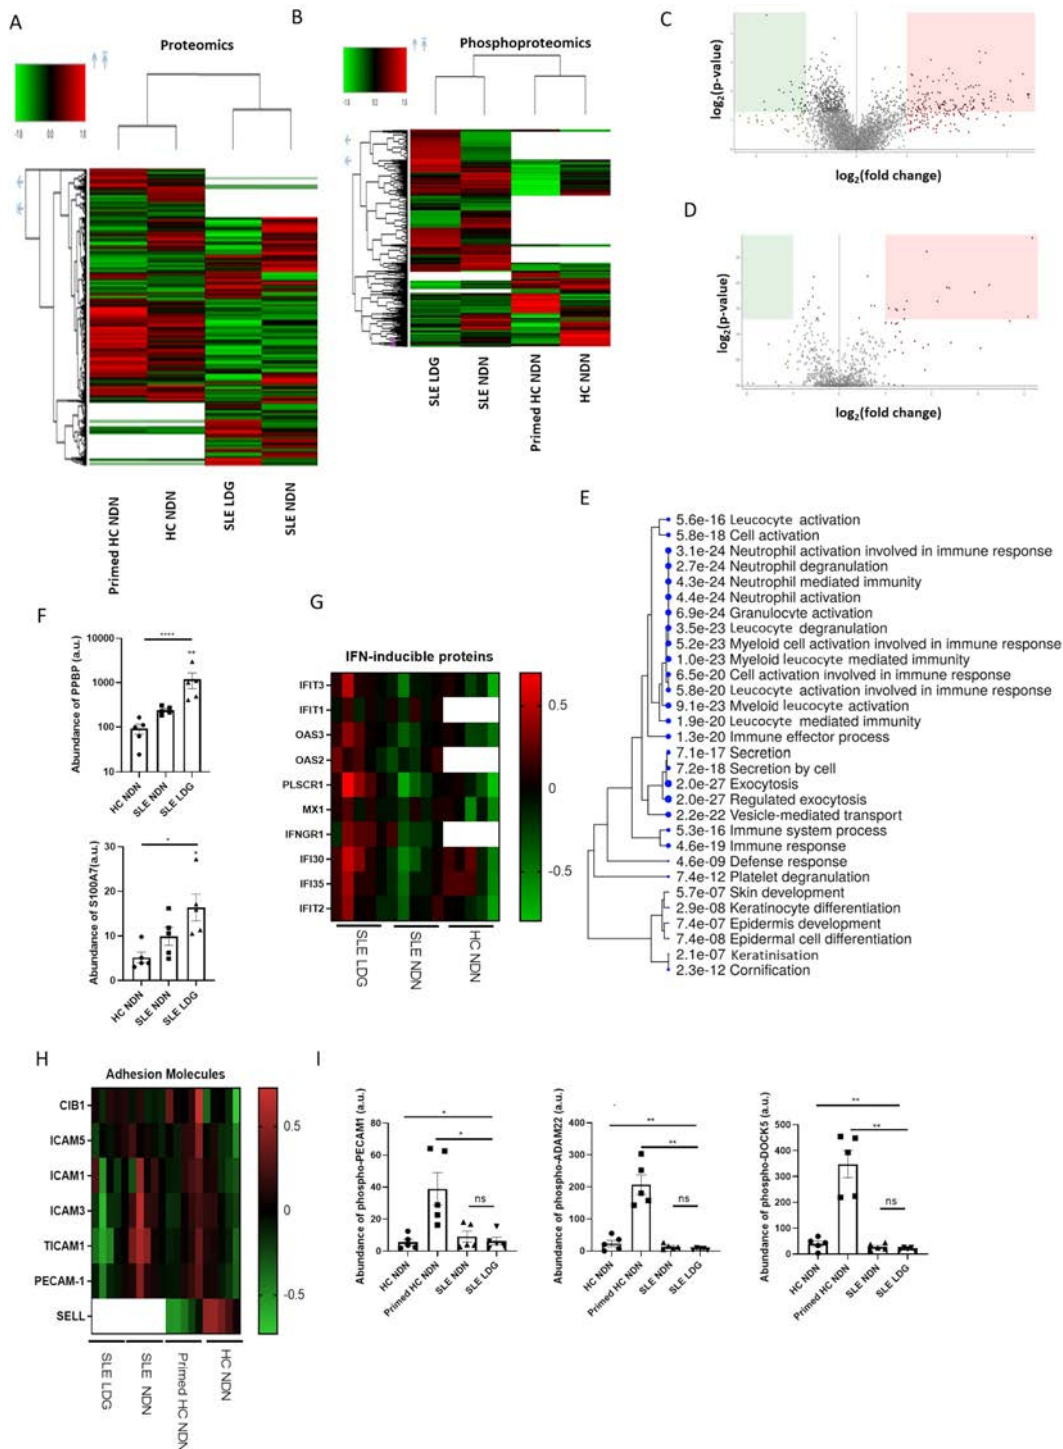 A
Proteomics
-1.0 0.0 1.0
Primed HC NDN
HC NDN
SLE LDG
SLE NDN
B
Phosphoproteomics
SLE LDG
SLE NDN
Primed HC NDN
HC NDN
C
log2(p-value)
log2(fold change)
D
log2(p-value)
log2(fold change)
E
5.6e-16 Leucocyte activation
5.8e-18 Cell activation
3.1e-24 Neutrophil activation involved in immune response
2.7e-24 Neutrophil degranulation
4.3e-24 Neutrophil mediated immunity
4.4e-24 Neutrophil activation
6.9e-24 Granulocyte activation
3.5e-23 Leucocyte degranulation
5.2e-23 Myeloid cell activation involved in immune response
1.0e-23 Myeloid leucocyte mediated immunity
6.5e-20 Cell activation involved in immune response
5.8e-20 Leucocyte activation involved in immune response
9.1e-23 Myeloid leucocyte activation
1.9e-20 Leucocyte mediated immunity
1.3e-20 Immune effector process
7.1e-17 Secretion
7.2e-18 Secretion by cell
2.0e-27 Exocytosis
2.0e-27 Regulated exocytosis
2.2e-22 Vesicle-mediated transport
5.3e-16 Immune system process
4.6e-19 Immune response
4.6e-09 Defense response
7.4e-12 Platelet degranulation
5.7e-07 Skin development
2.9e-08 Keratinocyte differentiation
7.4e-07 Epidermis development
7.4e-08 Epidermal cell differentiation
2.1e-07 Keratinisation
2.3e-12 Cornification
F
Abundance of PPBP (a.u.)
10000
1000
100
10
****
**
HC NDN
SLE NDN
SLE LDG
Abundance of S100A7(a.u.)
30
20
10
0
*
*
HC NDN
SLE NDN
SLE LDG
G
IFN-inducible proteins
IFIT3
IFIT1
OAS3
OAS2
PLSCR1
MX1
IFNGR1
IFI30
IFI35
IFIT2
0.5
0
-0.5
SLE LDG
SLE NDN
HC NDN
H
Adhesion Molecules
CIB1
ICAM5
ICAM1
ICAM3
TICAM1
PECAM-1
SELL
0.5
0
-0.5
SLE LDG
SLE NDN
Primed HC NDN
HC NDN
I
Abundance of phospho-PECAM1 (a.u.)
80
60
40
20
0
*
*
ns
HC NDN
Primed HC NDN
SLE NDN
SLE LDG
Abundance of phospho-ADAM22 (a.u.)
400
300
200
100
0
**
**
ns
HC NDN
Primed HC NDN
SLE NDN
SLE LDG
Abundance of phospho-DOCK5 (a.u.)
500
400
300
200
100
0
**
**
ns
HC NDN
Primed HC NDN
SLE NDN
SLE LDG